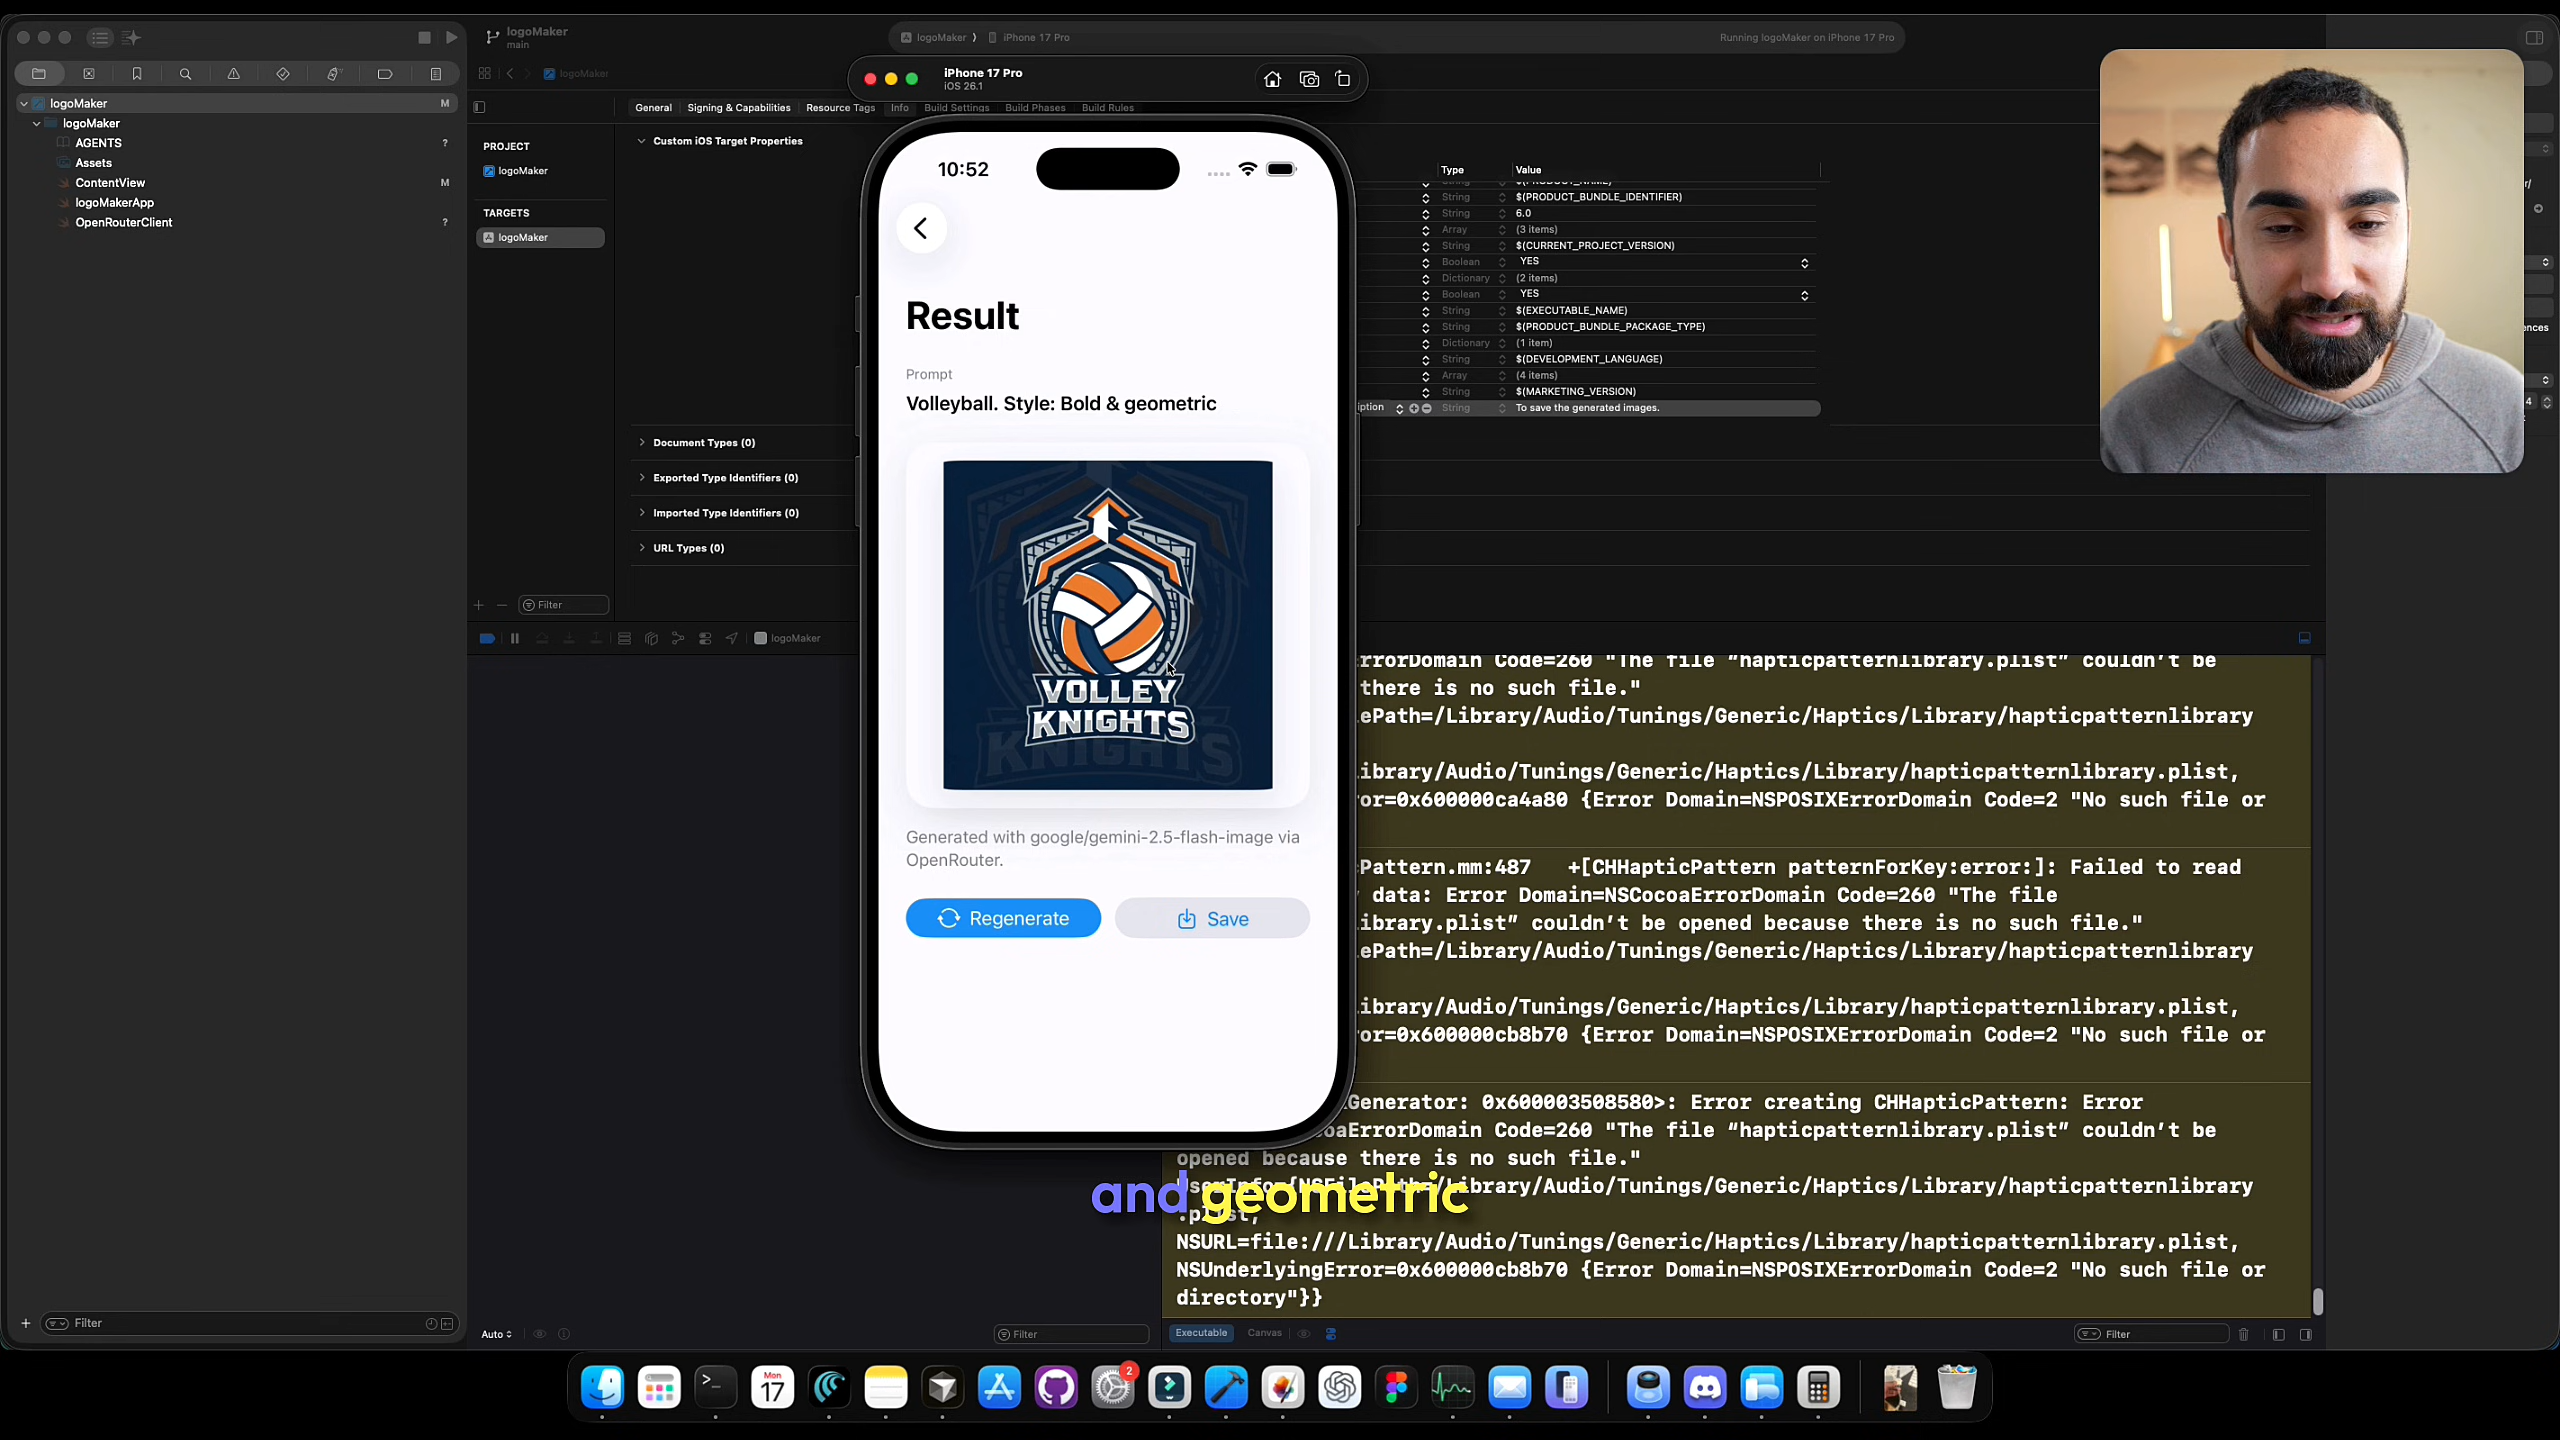 logoMaker
main
logoMaker
iPhone 17 Pro
Running logoMaker on iPhone 17 Pro
logoMaker
iPhone 17 Pro
iOS 26.1
logoMaker
M
logoMaker
AGENTS
?
Assets
ContentView
M
logoMakerApp
OpenRouterClient
?
Filter
PROJECT
logoMaker
TARGETS
logoMaker
Filter
General
Signing & Capabilities
Resource Tags
Info
Build Settings
Build Phases
Build Rules
Custom iOS Target Properties
Type
Value
String
$(PRODUCT_NAME)
String
$(PRODUCT_BUNDLE_IDENTIFIER)
String
6.0
Array
(3 items)
String
$(CURRENT_PROJECT_VERSION)
Boolean
YES
Dictionary
(2 items)
Boolean
YES
String
$(EXECUTABLE_NAME)
String
$(PRODUCT_BUNDLE_PACKAGE_TYPE)
Dictionary
(1 item)
String
$(DEVELOPMENT_LANGUAGE)
Array
(4 items)
String
$(MARKETING_VERSION)
iption
String
To save the generated images.
Document Types (0)
Exported Type Identifiers (0)
Imported Type Identifiers (0)
URL Types (0)
ences
4
10:52
Result
Prompt
Volleyball. Style: Bold & geometric
VOLLEY
KNIGHTS
KNIGHTS
Generated with google/gemini-2.5-flash-image via
OpenRouter.
Regenerate
Save
logoMaker
rrorDomain Code=260 "The file “hapticpatternlibrary.plist” couldn’t be
there is no such file."
ePath=/Library/Audio/Tunings/Generic/Haptics/Library/hapticpatternlibrary
ibrary/Audio/Tunings/Generic/Haptics/Library/hapticpatternlibrary.plist,
or=0x600000ca4a80 {Error Domain=NSPOSIXErrorDomain Code=2 "No such file or
Pattern.mm:487 +[CHHapticPattern patternForKey:error:]: Failed to read
data: Error Domain=NSCocoaErrorDomain Code=260 "The file
library.plist” couldn’t be opened because there is no such file."
ePath=/Library/Audio/Tunings/Generic/Haptics/Library/hapticpatternlibrary
ibrary/Audio/Tunings/Generic/Haptics/Library/hapticpatternlibrary.plist,
or=0x600000cb8b70 {Error Domain=NSPOSIXErrorDomain Code=2 "No such file or
Generator: 0x600003508580>: Error creating CHHapticPattern: Error
oaErrorDomain Code=260 "The file “hapticpatternlibrary.plist” couldn’t be
opened because there is no such file."
/Library/Audio/Tunings/Generic/Haptics/Library/hapticpatternlibrary
.plist,
NSURL=file:///Library/Audio/Tunings/Generic/Haptics/Library/hapticpatternlibrary.plist,
NSUnderlyingError=0x600000cb8b70 {Error Domain=NSPOSIXErrorDomain Code=2 "No such file or
directory"}}
and geometric
Auto
Filter
Executable
Canvas
Filter
Mon
17
2